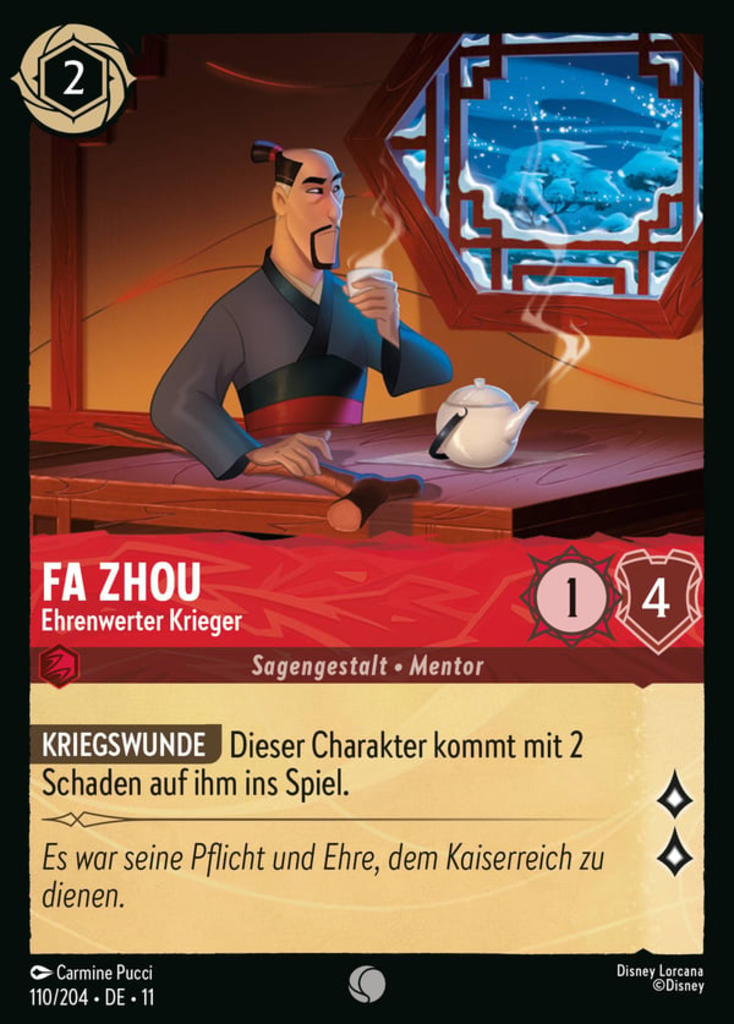 2
FA ZHOU
Ehrenwerter Krieger
1
4
Sagengestalt • Mentor
KRIEGSWUNDE Dieser Charakter kommt mit 2
Schaden auf ihm ins Spiel.
Es war seine Pflicht und Ehre, dem Kaiserreich zu
dienen.
Carmine Pucci
110/204 • DE • 11
Disney Lorcana
©Disney